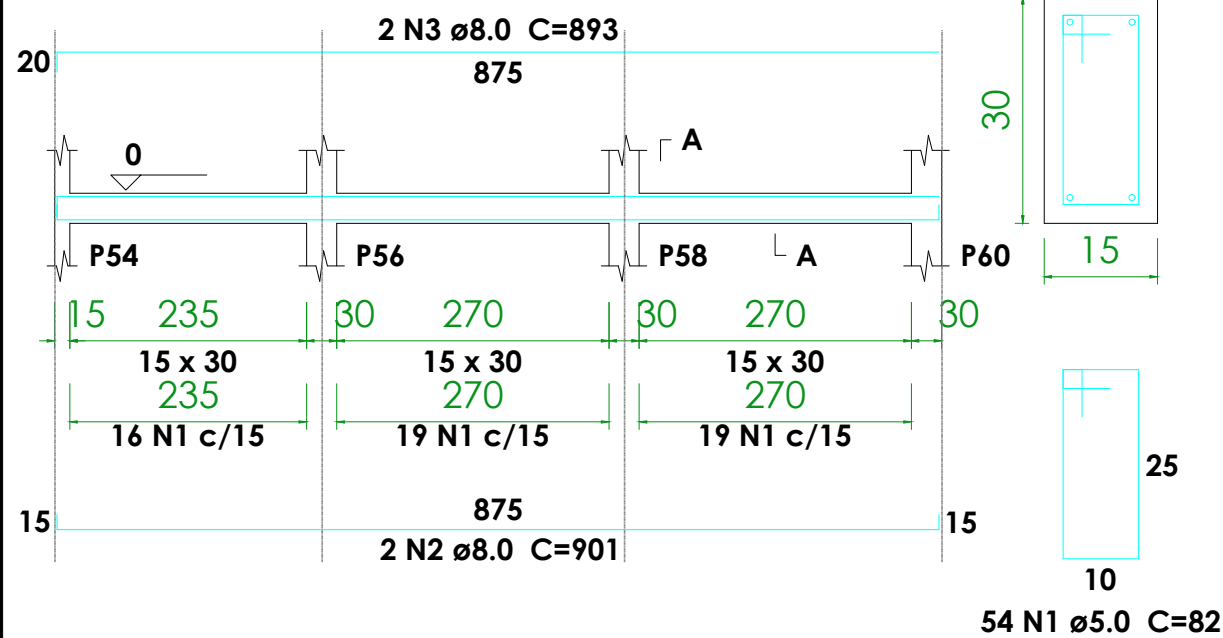 2 N3 ø8.0 C=893
20
875
A
0
30
P54
P56
P58
A
P60
15
15 235 30 270 30 270 30
15 x 30 15 x 30 15 x 30
235 270 270
16 N1 c/15 19 N1 c/15 19 N1 c/15
25
875
15 15
2 N2 ø8.0 C=901
10
54 N1 ø5.0 C=82